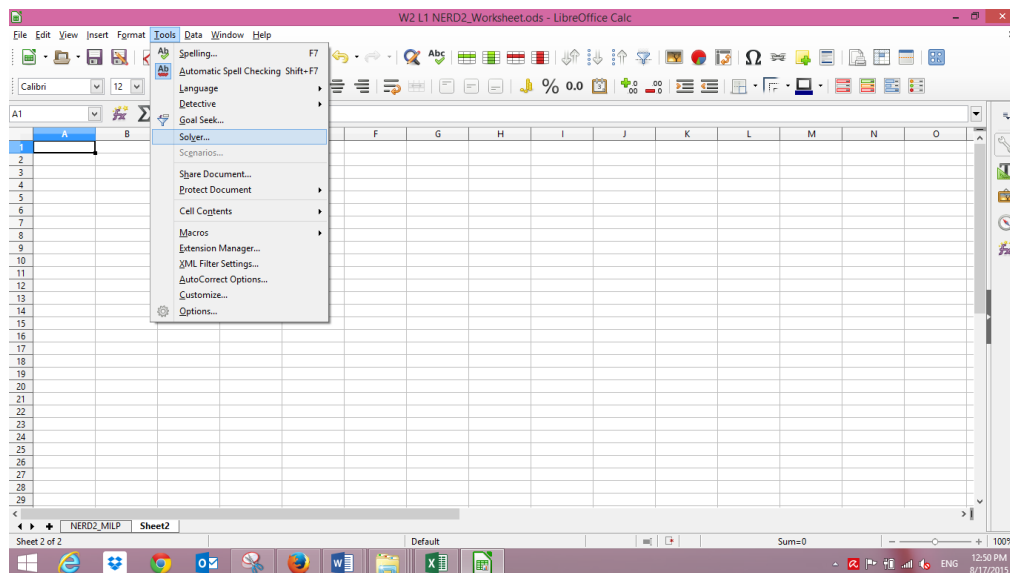 W2 L1 NERD2_Worksheet.ods - LibreOffice Calc
File Edit View Insert Format Tools Data Window Help
Calibri 12 % 0.0
A1
A B F G H I J K L M N O
Spelling... F7
Automatic Spell Checking Shift+F7
Language
Detective
Goal Seek...
Solver...
Scenarios...
Share Document...
Protect Document
Cell Contents
Macros
Extension Manager...
XML Filter Settings...
AutoCorrect Options...
Customize...
Options...
1
2
3
4
5
6
7
8
9
10
11
12
13
14
15
16
17
18
19
20
21
22
23
24
25
26
27
28
29
NERD2_MILP Sheet2
Sheet 2 of 2 Default Sum=0 100%
ENG 12:50 PM
8/17/2015